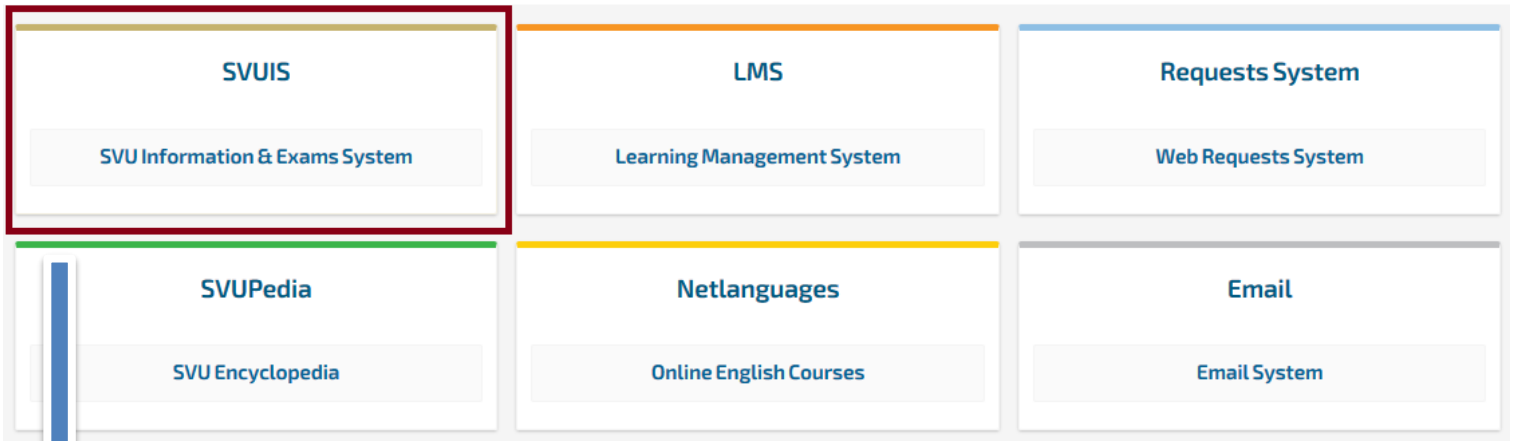 SVUIS
SVU Information & Exams System
LMS
Learning Management System
Requests System
Web Requests System
SVUPedia
SVU Encyclopedia
Netlanguages
Online English Courses
Email
Email System